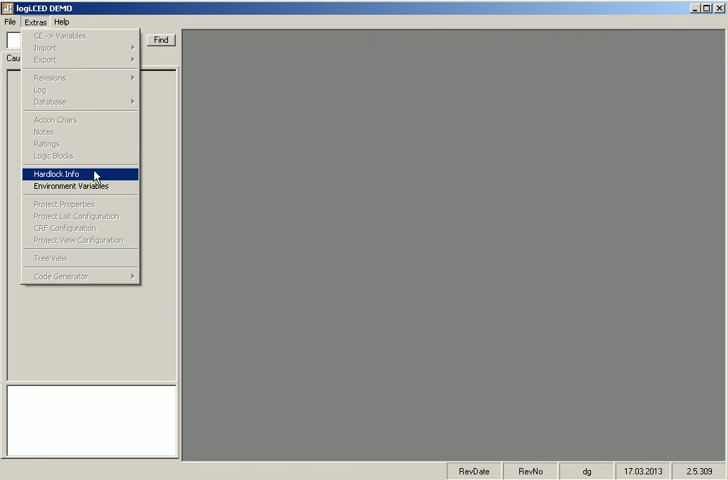 logi.CED DEMO
File Extras Help
Find
Cau
CE -> Variables
Import
Export
Revisions
Log
Database
Action Chars
Notes
Ratings
Logic Blocks
Hardlock Info
Environment Variables
Project Properties
Project List Configuration
CRF Configuration
Project View Configuration
Tree View
Code Generator
RevDate RevNo dg 17.03.2013 2.5.309